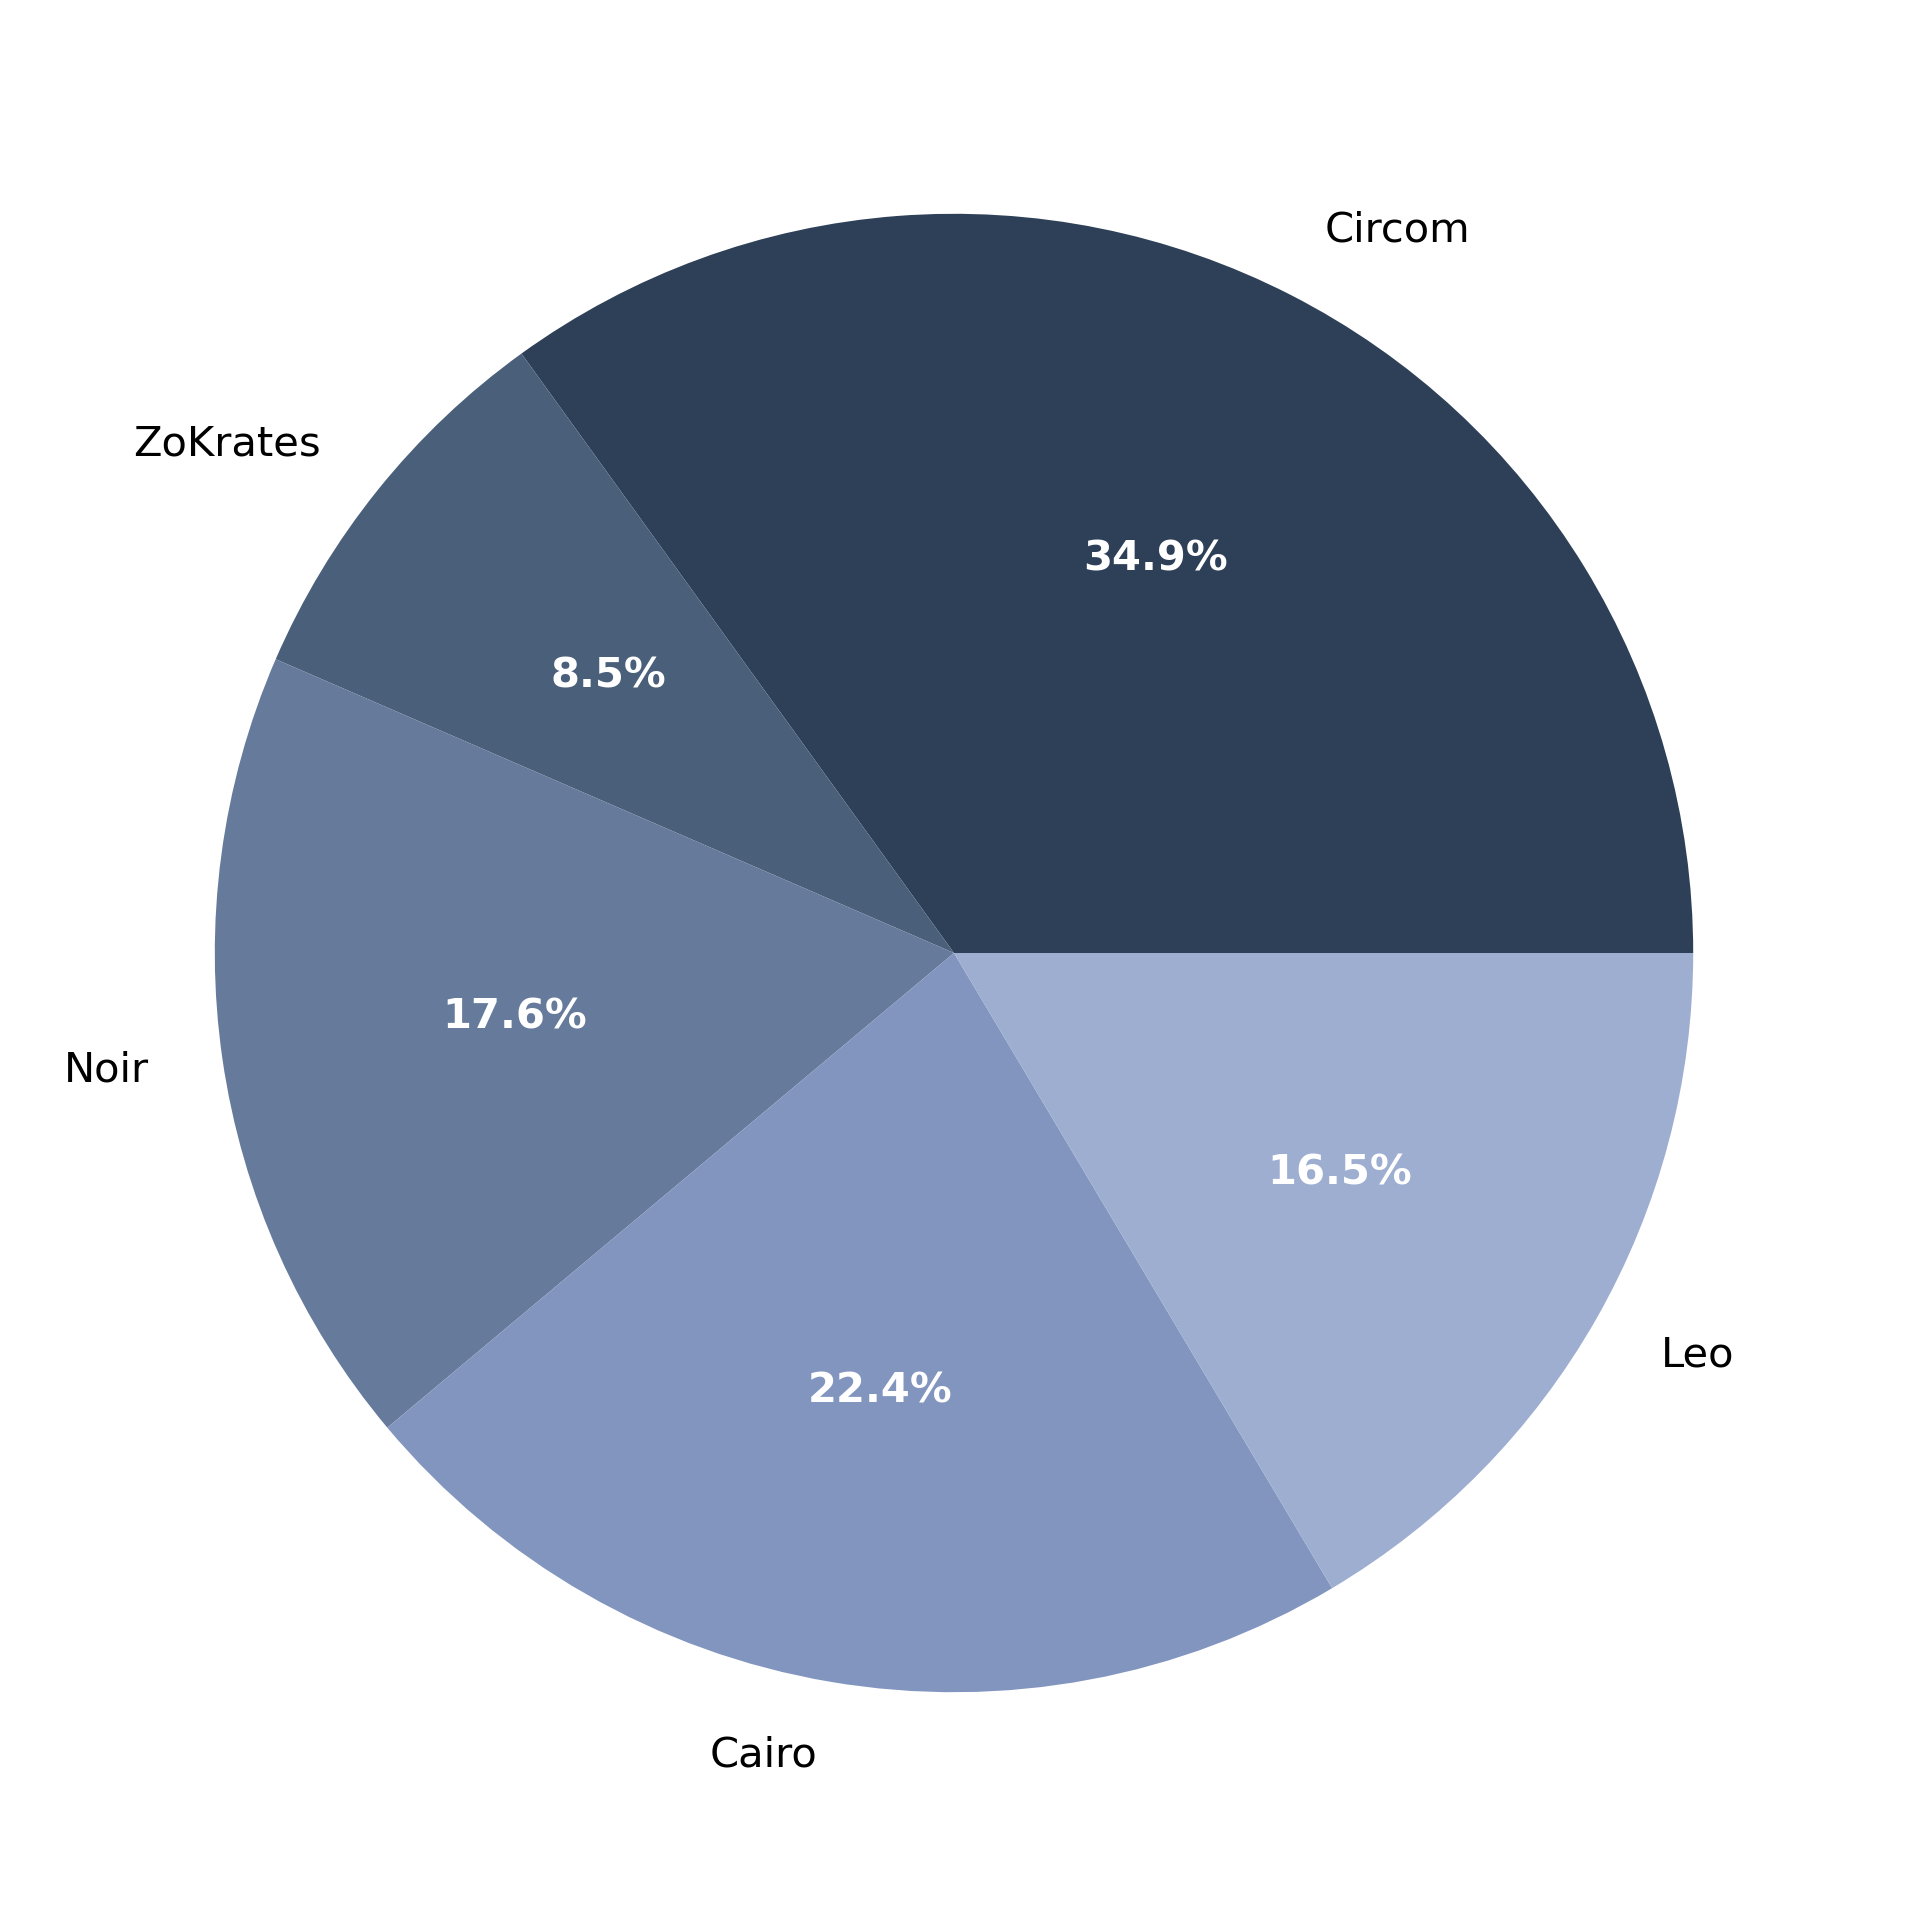 Circom
34.9%
ZoKrates
8.5%
Noir
17.6%
Cairo
22.4%
Leo
16.5%